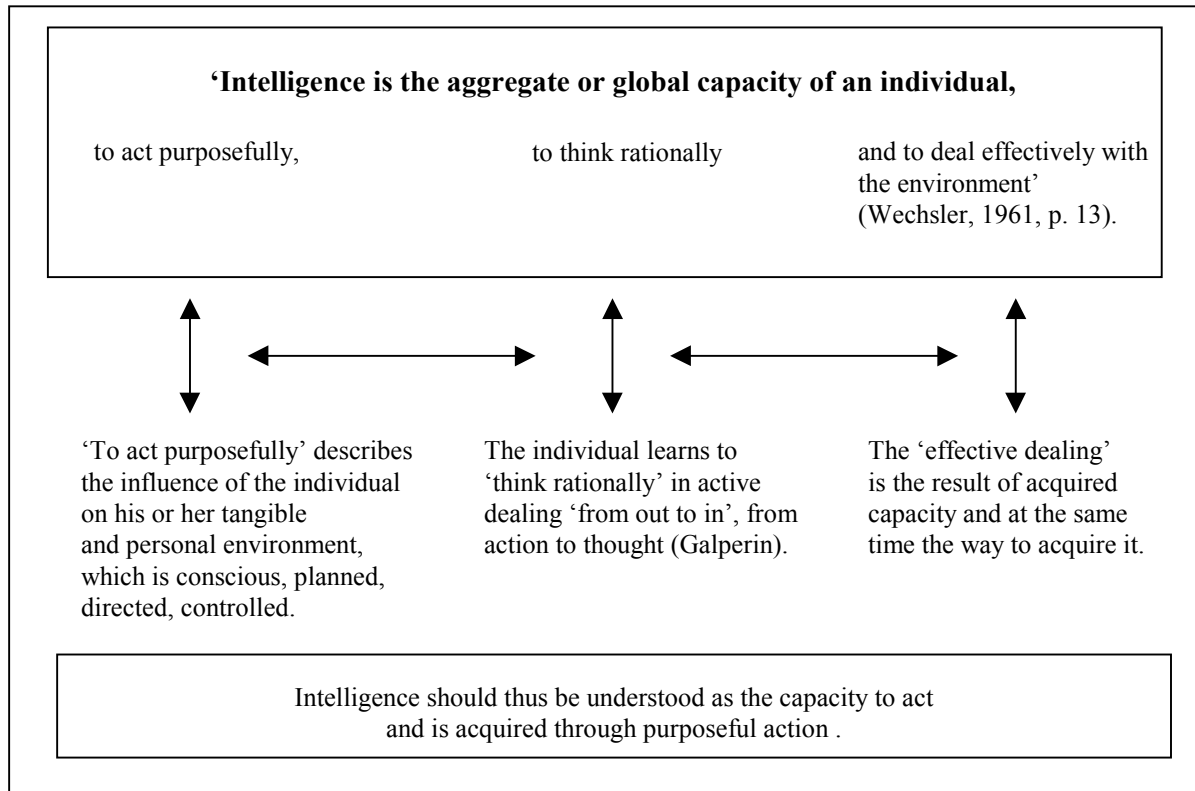 ‘Intelligence is the aggregate or global capacity of an individual,
to act purposefully,
to think rationally
and to deal effectively with
the environment’
(Wechsler, 1961, p. 13).
‘To act purposefully’ describes
the influence of the individual
on his or her tangible
and personal environment,
which is conscious, planned,
directed, controlled.
The individual learns to
‘think rationally’ in active
dealing ‘from out to in’, from
action to thought (Galperin).
The ‘effective dealing’
is the result of acquired
capacity and at the same
time the way to acquire it.
Intelligence should thus be understood as the capacity to act
and is acquired through purposeful action .